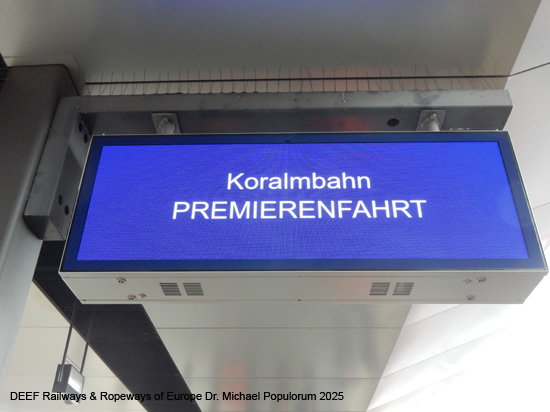 Koralmbahn
PREMIERENFAHRT
DEEF Railways & Ropeways of Europe Dr. Michael Populorum 2025